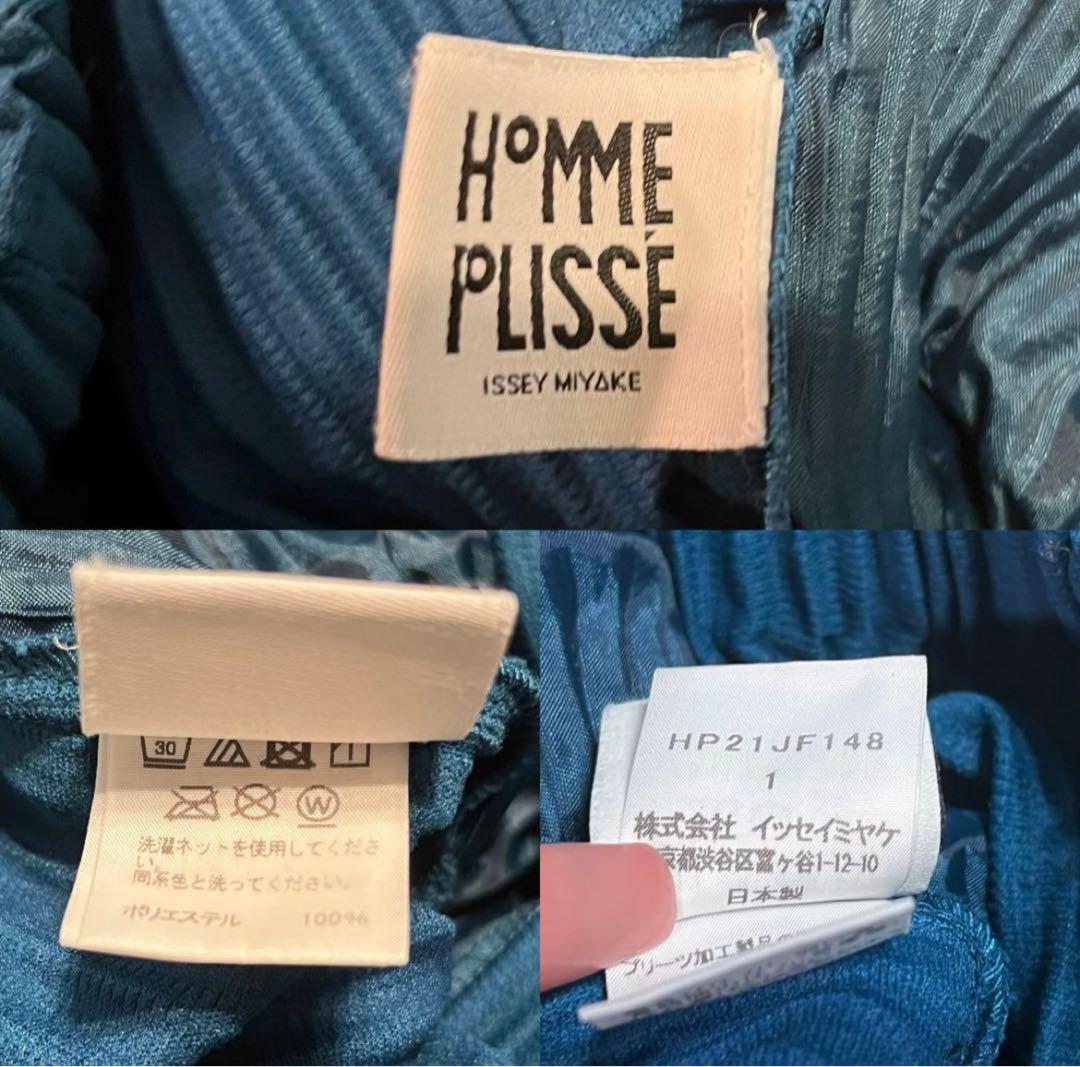 HOMME
PLISSÉ
ISSEY MIYAKE
30
W
洗濯ネットを使用してくださ
い。
同系色と洗ってください。
ポリエステル 100%
HP21JF148
1
株式会社 イッセイミヤケ
京都渋谷区富ヶ谷1-12-10
日本製
プリーツ加工製品の